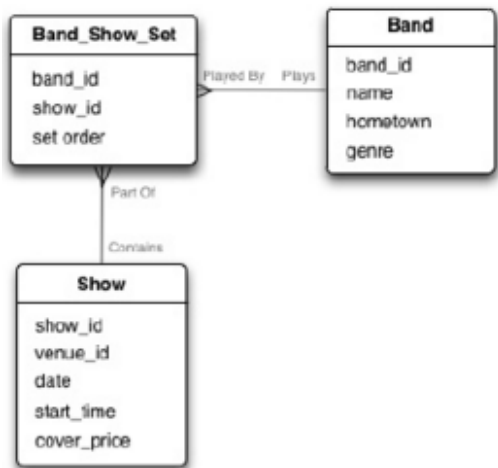 Band_Show_Set
band_id
show_id
set order
Played By Plays
Band
band_id
name
hometown
genre
Part Of
Contains
Show
show_id
venue_id
date
start_time
cover_price